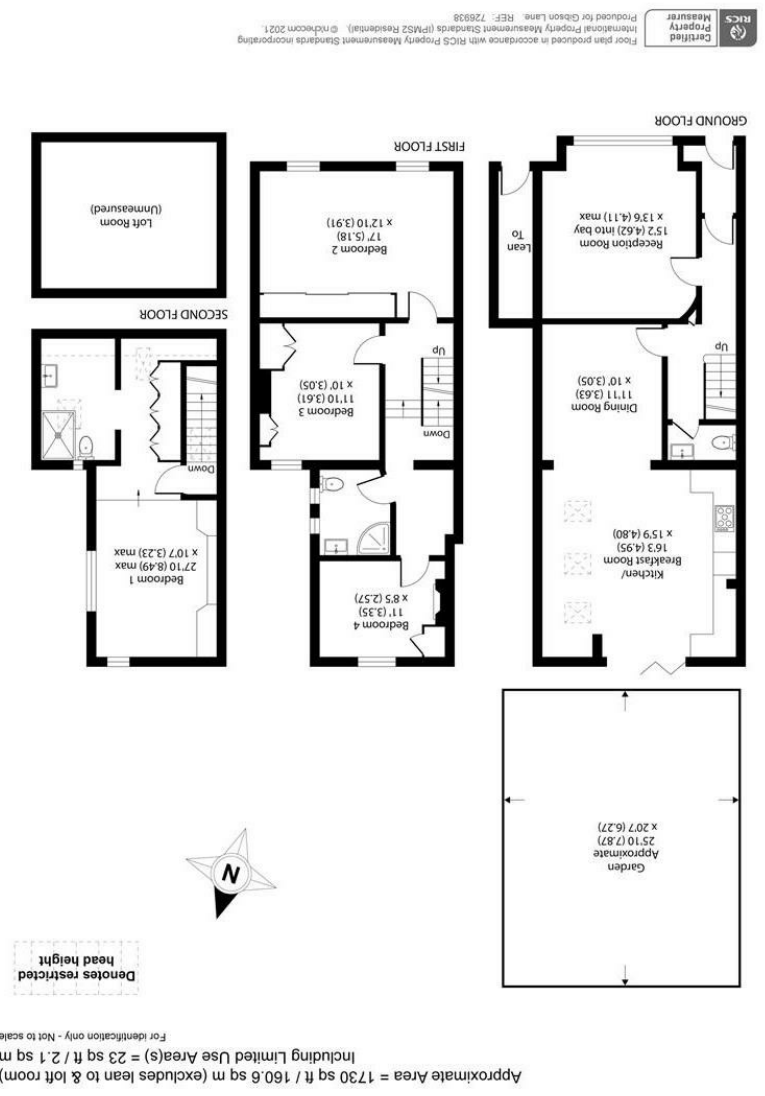 Approximate Area = 1730 sq ft / 160.6 sq m (excludes lean to & loft room)
Including Limited Use Area(s) = 23 sq ft / 2.1 sq m
For identification only - Not to scale
Denotes restricted
head height
N
Garden
Approximate
25'10 (7.87)
x 20'7 (6.27)
Kitchen/
Breakfast Room
16'3 (4.95)
x 15'9 (4.80)
Dining Room
11'11 (3.63)
x 10' (3.05)
Up
Reception Room
15'2 (4.62) into bay
x 13'6 (4.11) max
Lean
To
GROUND FLOOR
Bedroom 4
11' (3.35)
x 8'5 (2.57)
Down
Up
Bedroom 3
11'10 (3.61)
x 10' (3.05)
Bedroom 2
17' (5.18)
x 12'10 (3.91)
FIRST FLOOR
Bedroom 1
27'10 (8.49) max
x 10'7 (3.23) max
Down
SECOND FLOOR
Loft Room
(Unmeasured)
Certified
Property
Measurer
RICS
Floor plan produced in accordance with RICS Property Measurement Standards incorporating
International Property Measurement Standards (IPMS2 Residential). © nichecom 2021.
Produced for Gibson Lane. REF: 726938